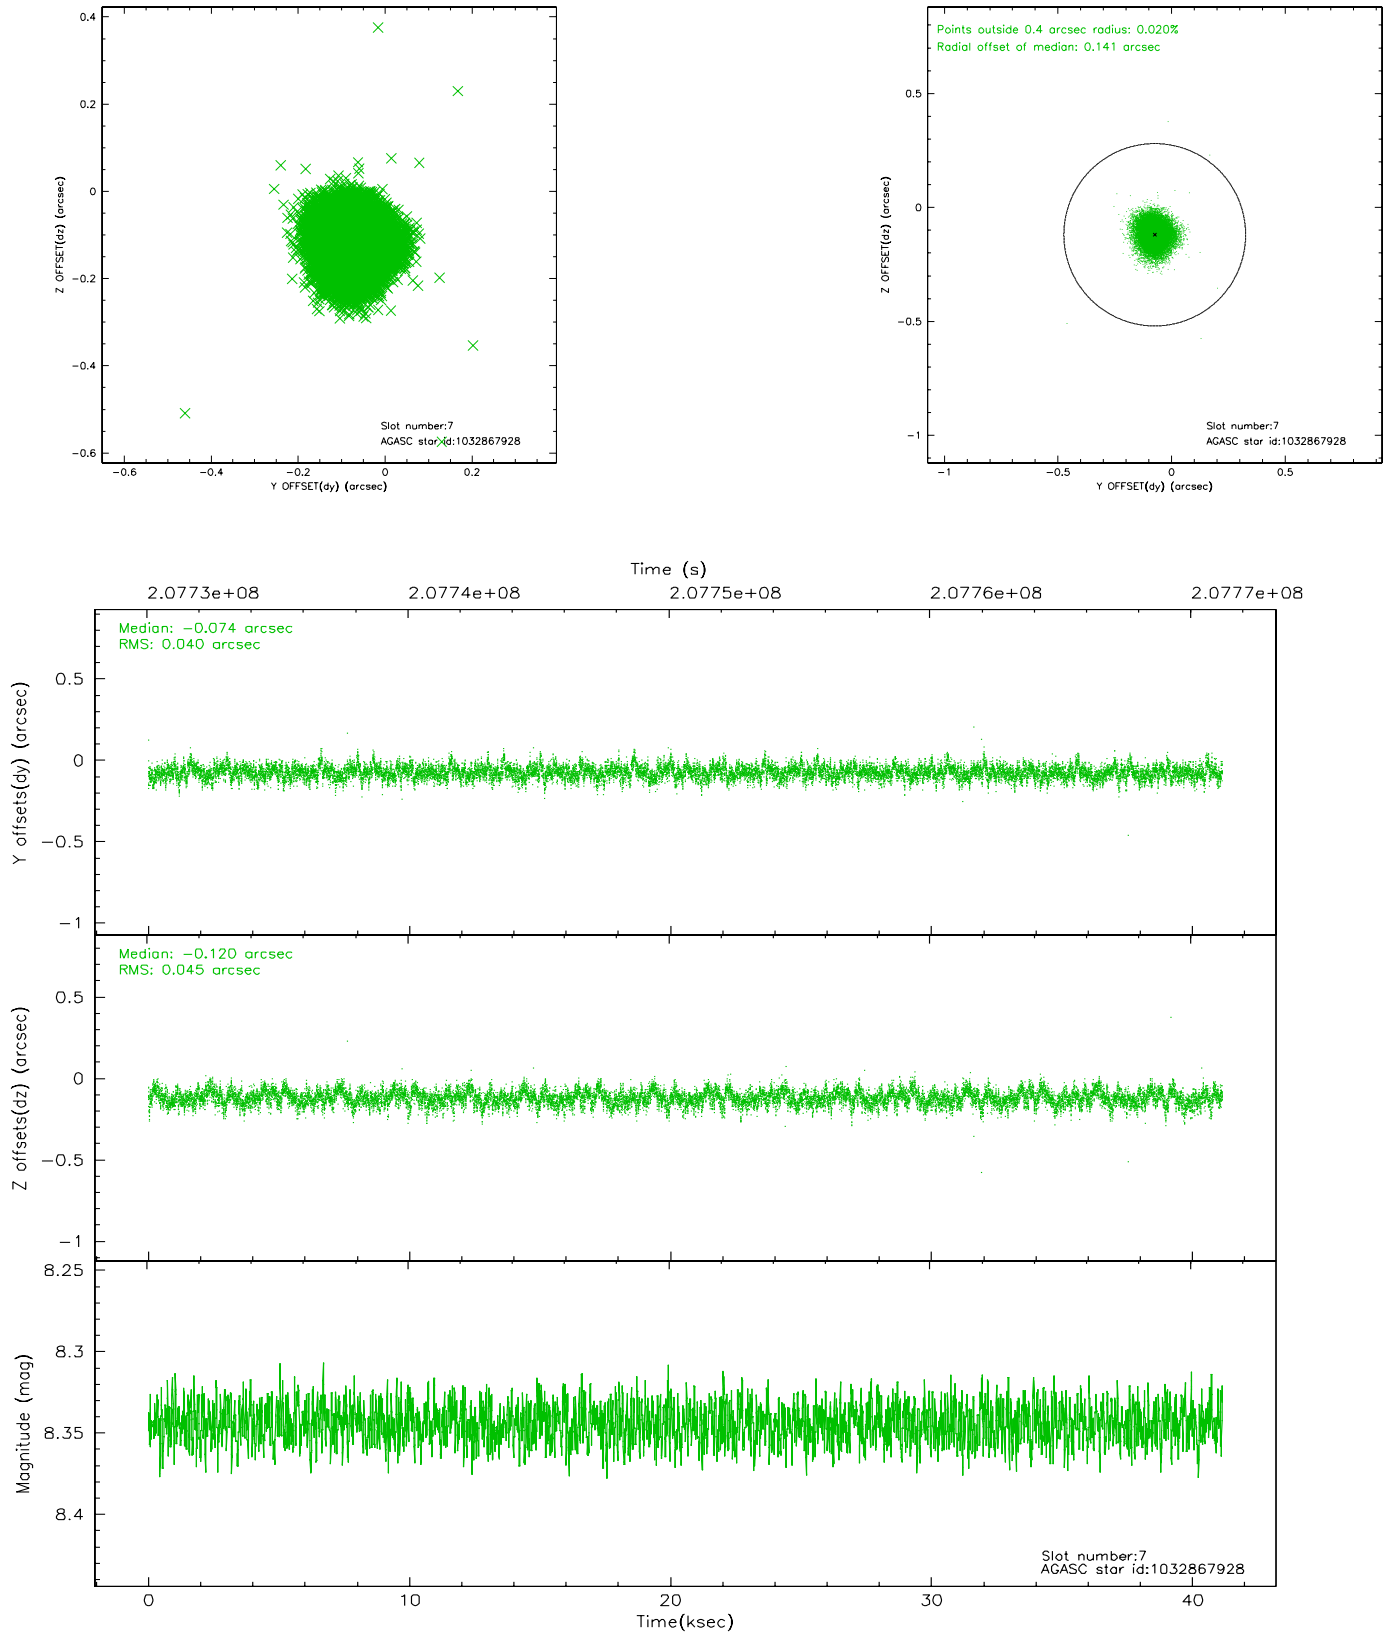 0.4
0.2
0
-0.2
-0.4
-0.6
Z OFFSET(dz) (arcsec)
-0.6 -0.4 -0.2 0 0.2
Y OFFSET(dy) (arcsec)
Slot number:7
AGASC star id:1032867928
Points outside 0.4 arcsec radius: 0.020%
Radial offset of median: 0.141 arcsec
0.5
0
-0.5
-1
Z OFFSET(dz) (arcsec)
-1 -0.5 0 0.5
Y OFFSET(dy) (arcsec)
Slot number:7
AGASC star id:1032867928
Time (s)
2.0773e+08 2.0774e+08 2.0775e+08 2.0776e+08 2.0777e+08
Median: -0.074 arcsec
RMS: 0.040 arcsec
0.5
0
-0.5
-1
Y offsets(dy) (arcsec)
Median: -0.120 arcsec
RMS: 0.045 arcsec
0.5
0
-0.5
-1
Z offsets(dz) (arcsec)
8.25
8.3
8.35
8.4
Magnitude (mag)
Slot number:7
AGASC star id:1032867928
0 10 20 30 40
Time(ksec)